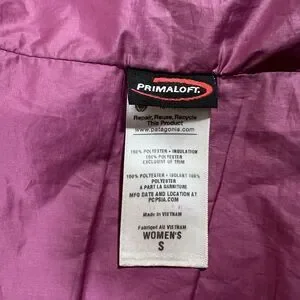 PRIMALOFT.
Repair, Reuse, Recycle
This Product
www.patagonia.com
100% POLYESTER • INSULATION
100% POLYESTER
EXCLUSIVE OF TRIM
100% POLYESTER • ISOLANT 100%
POLYESTER
A PART LA GARNITURE
MFG DATE AND LOCATION AT
PCPSIA.COM
Made in VIETNAM
Fabriqué AU VIETNAM
WOMEN'S
S